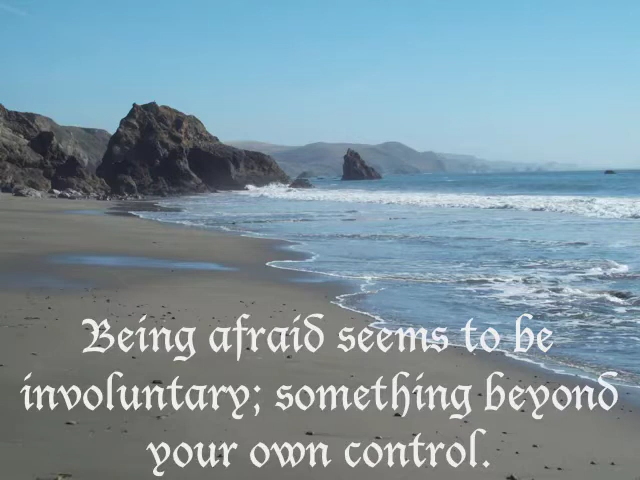 Being afraid seems to be
involuntary; something beyond
your own control.